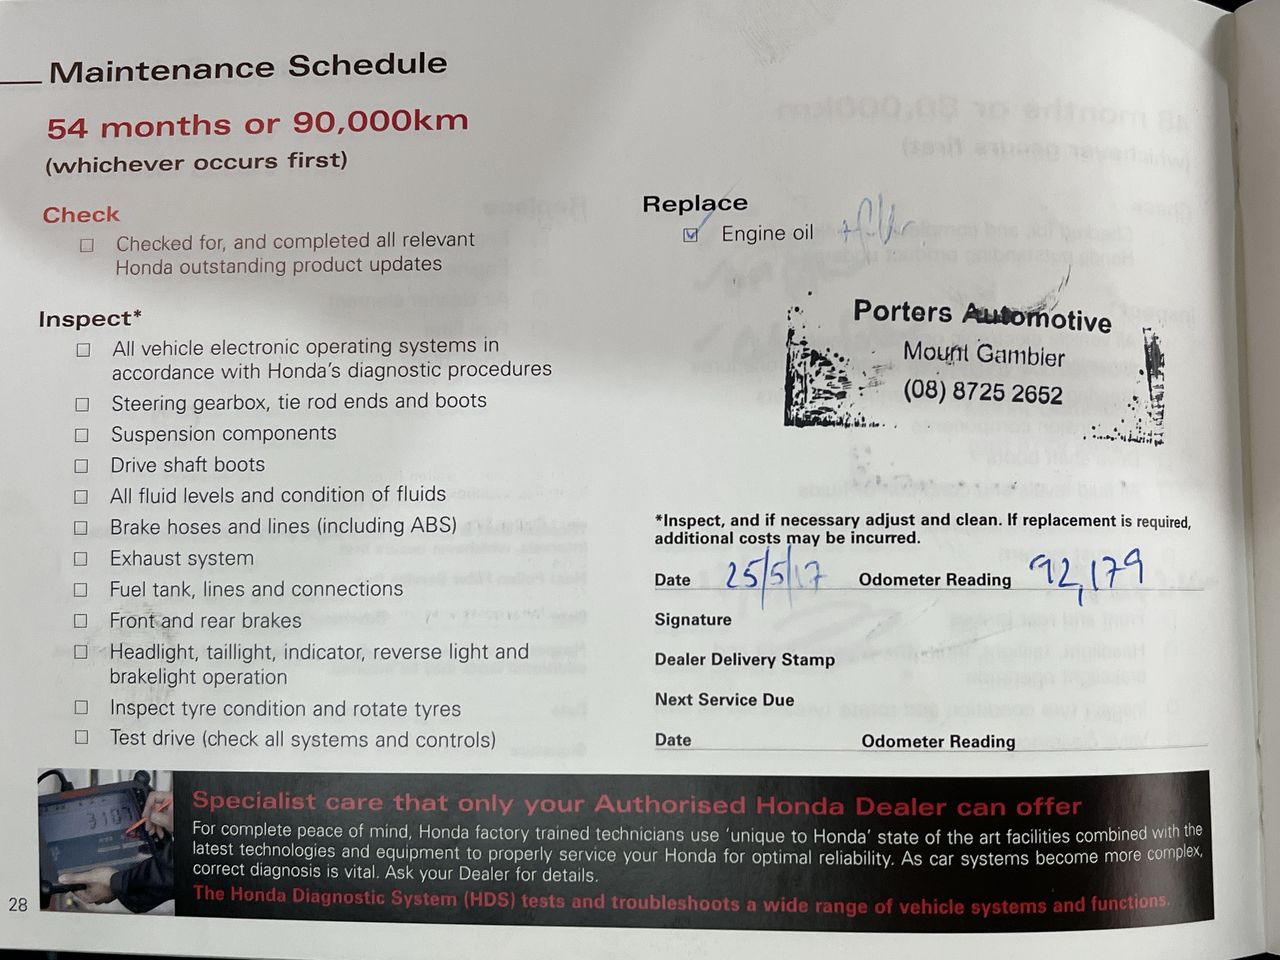 Maintenance Schedule
54 months or 90,000km
(whichever occurs first)
Check
Checked for, and completed all relevant
Honda outstanding product updates
Inspect*
All vehicle electronic operating systems in
accordance with Honda's diagnostic procedures
Steering gearbox, tie rod ends and boots
Suspension components
Drive shaft boots
All fluid levels and condition of fluids
Brake hoses and lines (including ABS)
Exhaust system
Fuel tank, lines and connections
Front and rear brakes
Headlight, taillight, indicator, reverse light and
brakelight operation
Inspect tyre condition and rotate tyres
Test drive (check all systems and controls)
Replace
Engine oil
Porters Automotive
Mount Gambier
(08) 8725 2652
*Inspect, and if necessary adjust and clean. If replacement is required,
additional costs may be incurred.
Date 25/5/17 Odometer Reading 92,179
Signature
Dealer Delivery Stamp
Next Service Due
Date Odometer Reading
Specialist care that only your Authorised Honda Dealer can offer
For complete peace of mind, Honda factory trained technicians use 'unique to Honda' state of the art facilities combined with the
latest technologies and equipment to properly service your Honda for optimal reliability. As car systems become more complex,
correct diagnosis is vital. Ask your Dealer for details.
The Honda Diagnostic System (HDS) tests and troubleshoots a wide range of vehicle systems and functions.
28